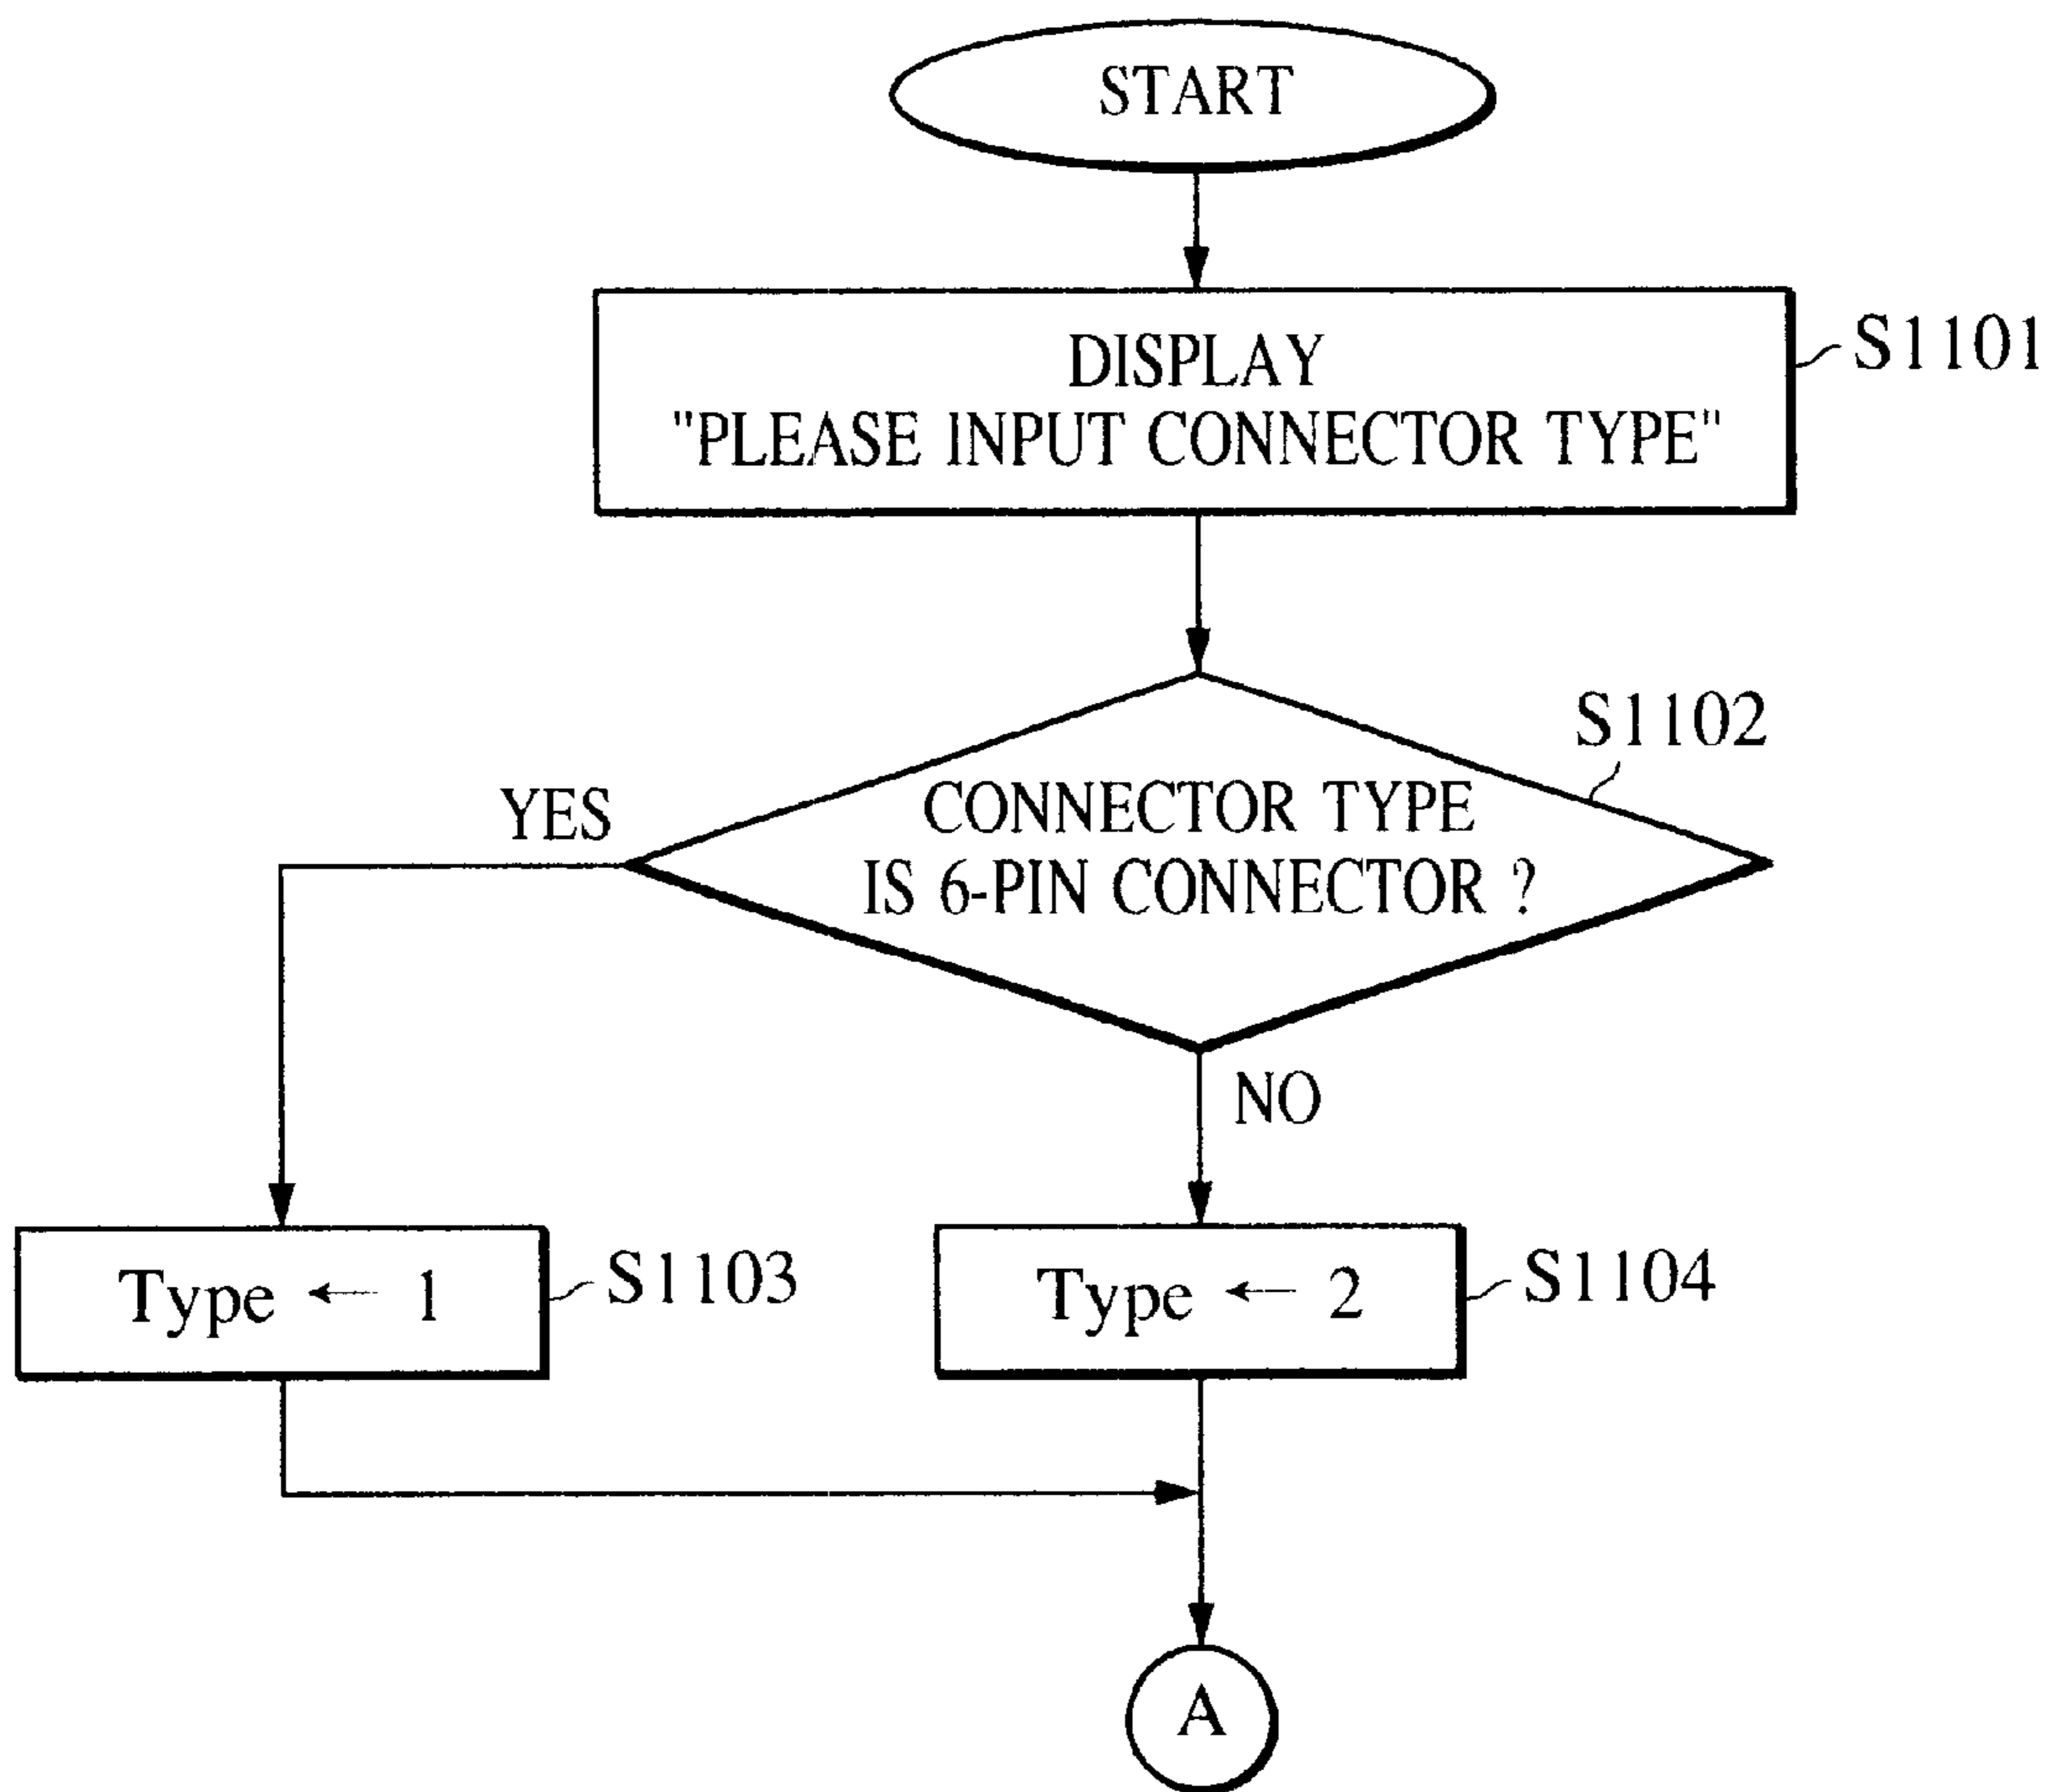 START
DISPLAY
"PLEASE INPUT CONNECTOR TYPE"
S1101
S1102
CONNECTOR TYPE
IS 6-PIN CONNECTOR ?
YES
NO
Type ← 1
S1103
Type ← 2
S1104
A